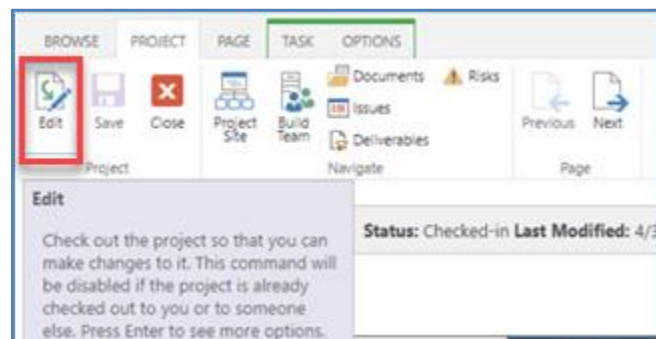 BROWSE PROJECT PAGE TASK OPTIONS
Edit Save Close Project Site Build Team Documents Issues Deliverables Risks Previous Next
Project Navigate Page
Edit
Check out the project so that you can
make changes to it. This command will
be disabled if the project is already
checked out to you or to someone
else. Press Enter to see more options.
Status: Checked-in Last Modified: 4/3